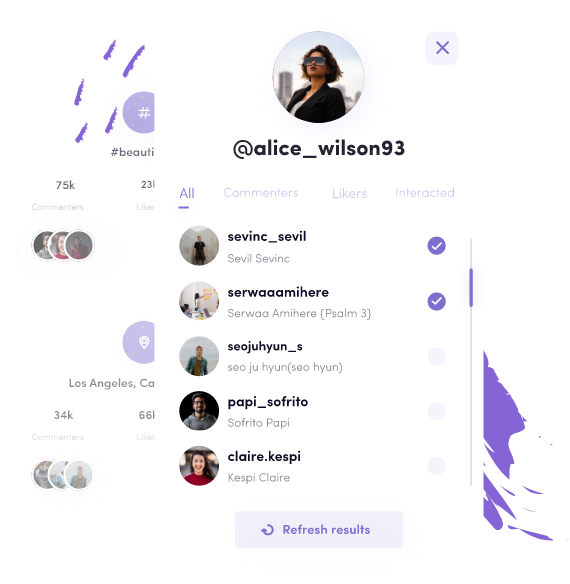 @alice_wilson93
All Commenters Likers Interacted
sevinc_sevil
Sevil Sevinc
serwaaamihere
Serwaa Amihere {Psalm 3}
seojuhyun_s
seo ju hyun(seo hyun)
papi_sofrito
Sofrito Papi
claire.kespi
Kespi Claire
Refresh results
#
#beauti
75k 23k
Commenters Liker
Los Angeles, Ca
34k 66k
Commenters Liker